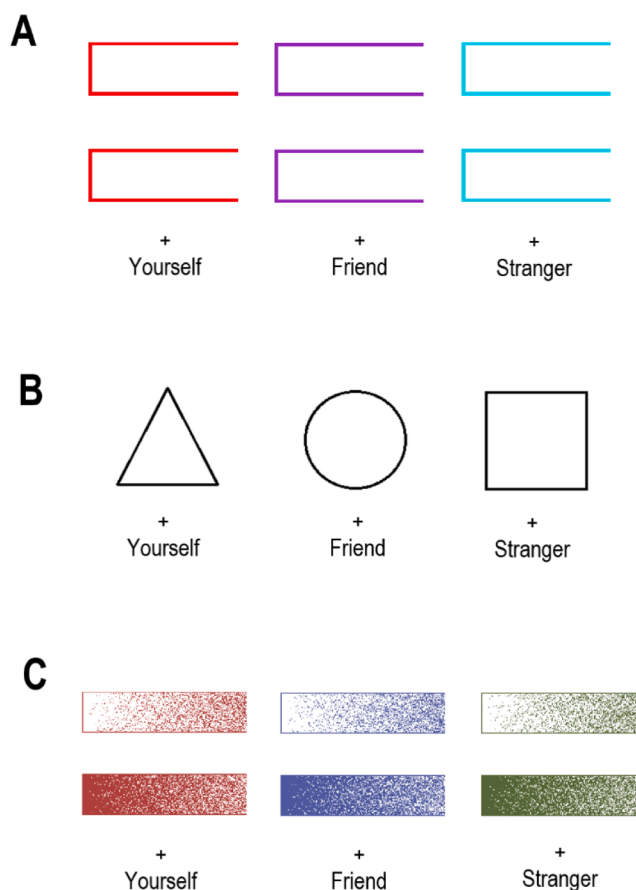 A
+ + +
Yourself Friend Stranger
B
+ + +
Yourself Friend Stranger
C
+ + +
Yourself Friend Stranger